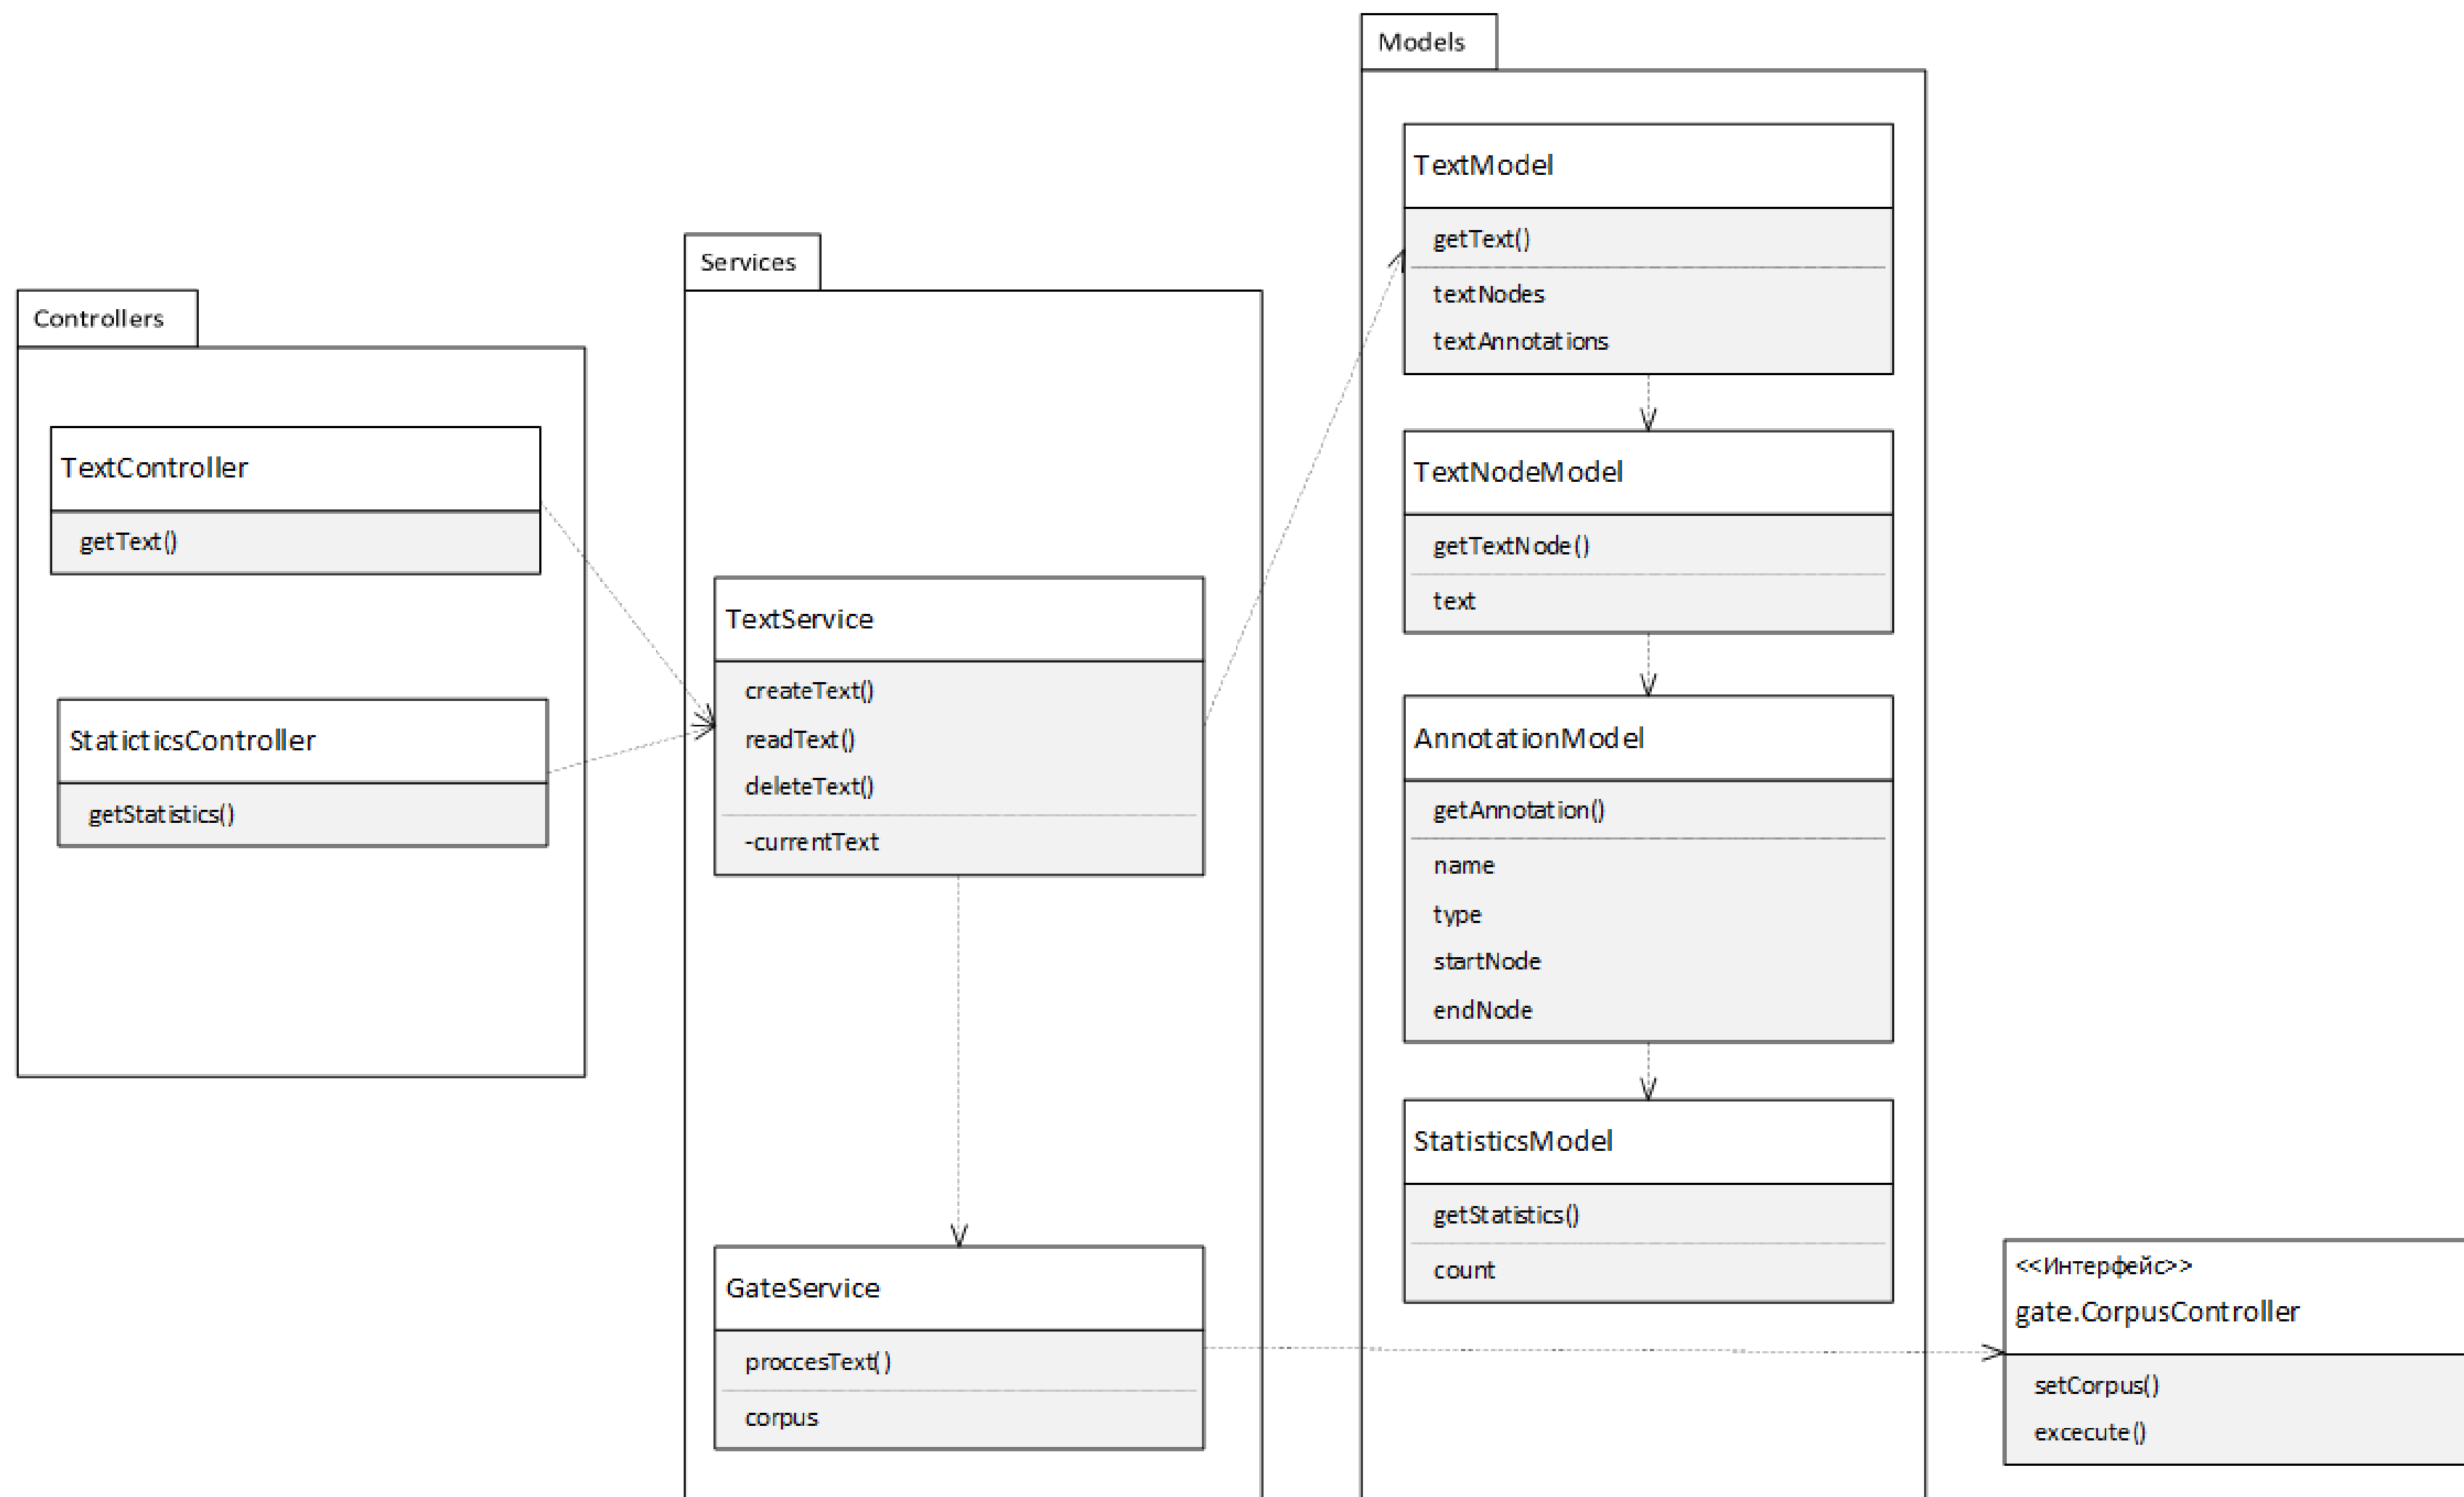 Controllers
TextController
getText()
StaticticsController
getStatistics()
Services
TextService
createText()
readText()
deleteText()
-currentText
GateService
proccesText()
corpus
Models
TextModel
getText()
textNodes
textAnnotations
TextNodeModel
getTextNode()
text
AnnotationModel
getAnnotation()
name
type
startNode
endNode
StatisticsModel
getStatistics()
count
<<Интерфейс>>
gate.CorpusController
setCorpus()
excecute()